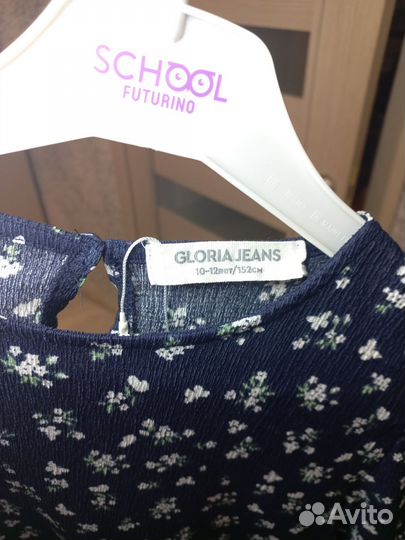 SCHOOL
FUTURINO
GLORIA JEANS
10-12лет/152см
Avito